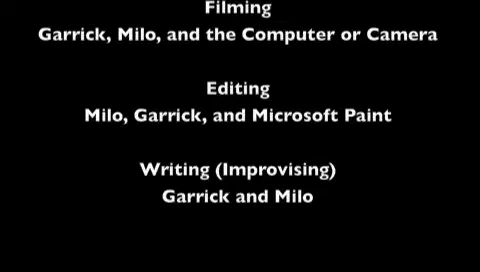 Filming
Garrick, Milo, and the Computer or Camera
Editing
Milo, Garrick, and Microsoft Paint
Writing (Improvising)
Garrick and Milo